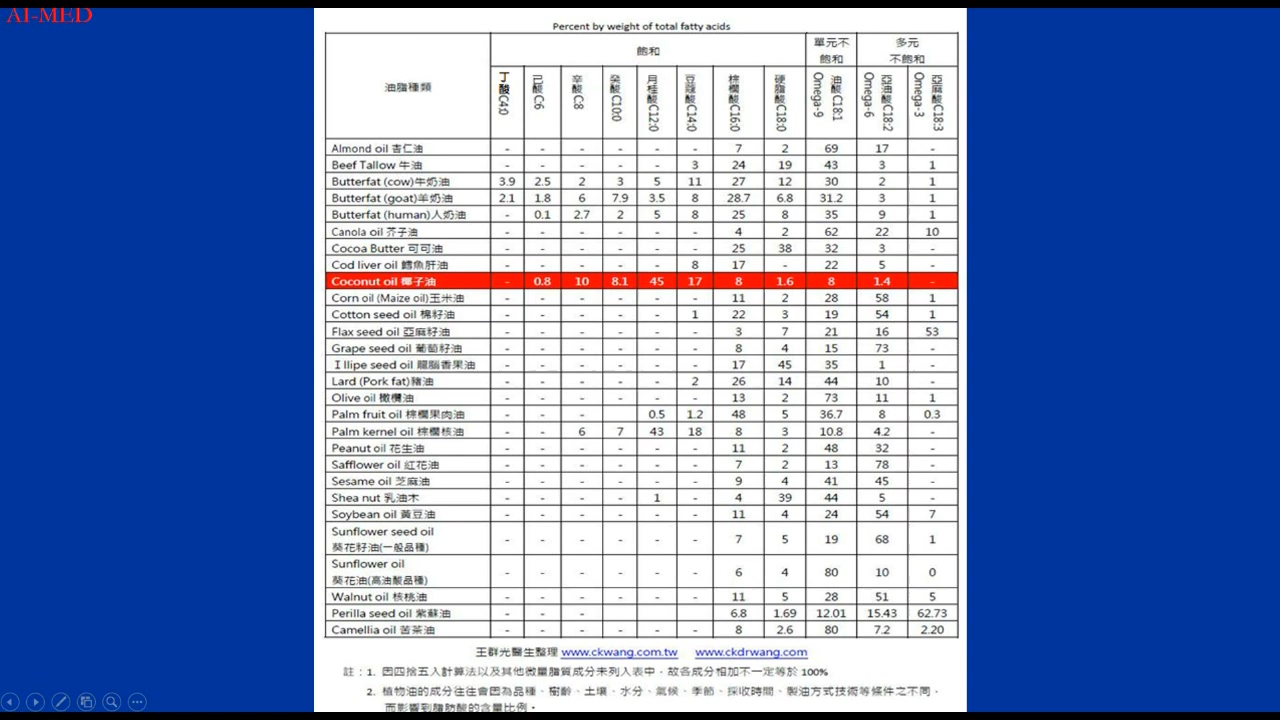 AI-MED
Percent by weight of total fatty acids
油脂種類 飽和 單元不飽和 多元不飽和
丁酸C4:0 己酸C:6 辛酸C:8 癸酸C10:0 月桂酸C12:0 豆蔻酸C14:0 棕櫚酸C16:0 硬脂酸C18:0 油酸C18:1 Omega-9 亞油酸C18:2 Omega-6 亞麻酸C18:3 Omega-3
Almond oil 杏仁油 - - - - - - 7 2 69 17 -
Beef Tallow 牛油 - - - - - 3 24 19 43 3 1
Butterfat (cow)牛奶油 3.9 2.5 2 3 5 11 27 12 30 2 1
Butterfat (goat)羊奶油 2.1 1.8 6 7.9 3.5 8 28.7 6.8 31.2 3 1
Butterfat (human)人奶油 - 0.1 2.7 2 5 8 25 8 35 9 1
Canola oil 芥子油 - - - - - - 4 2 62 22 10
Cocoa Butter 可可油 - - - - - - 25 38 32 3 -
Cod liver oil 鱈魚肝油 - - - - - 8 17 - 22 5 -
Coconut oil 椰子油 - 0.8 10 8.1 45 17 8 1.6 8 1.4 -
Corn oil (Maize oil)玉米油 - - - - - - 11 2 28 58 1
Cotton seed oil 棉籽油 - - - - - 1 22 3 19 54 1
Flax seed oil 亞麻籽油 - - - - - - 3 7 21 16 53
Grape seed oil 葡萄籽油 - - - - - - 8 4 15 73 -
Illipe seed oil 龍腦香果油 - - - - - - 17 45 35 1 -
Lard (Pork fat)豬油 - - - - - 2 26 14 44 10 -
Olive oil 橄欖油 - - - - - - 13 2 73 11 1
Palm fruit oil 棕櫚果肉油 - - - 0.5 1.2 48 5 36.7 8 0.3
Palm kernel oil 棕櫚核油 - - 6 7 43 18 8 3 10.8 4.2 -
Peanut oil 花生油 - - - - - - 11 2 48 32 -
Safflower oil 紅花油 - - - - - - 7 2 13 78 -
Sesame oil 芝麻油 - - - - - - 9 4 41 45 -
Shea nut 乳油木 - - - - 1 - 4 39 44 5 -
Soybean oil 黃豆油 - - - - - - 11 4 24 54 7
Sunflower seed oil
葵花籽油(一般品種) - - - - - - 7 5 19 68 1
Sunflower oil
葵花油(高油酸品種) - - - - - - 6 4 80 10 0
Walnut oil 核桃油 - - - - - - 11 5 28 51 5
Perilla seed oil 紫蘇油 - - - 6.8 1.69 12.01 15.43 62.73
Camellia oil 苦茶油 - - - - - - 8 2.6 80 7.2 2.20
王群光醫生整理 www.ckwang.com.tw www.ckdrwang.com
註：1. 因四捨五入計算法以及其他微量脂質成分未列入表中，故各成分相加不一定等於 100%
2. 植物油的成分往往會因為品種、樹齡、土壤、水分、氣候、季節、採收時間、製油方式技術等條件之不同，
而影響到脂肪酸的含量比例。